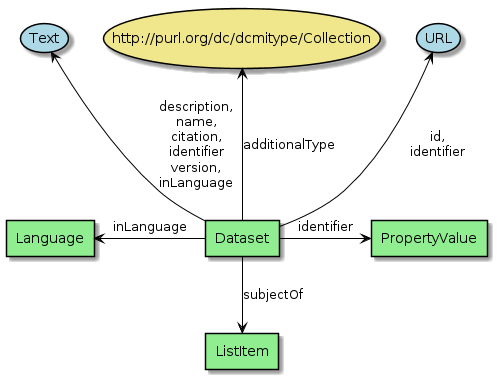 Text
http://purl.org/dc/dcmitype/Collection
URL
description,
name,
citation,
identifier
version,
inLanguage
additionalType
id,
identifier
Language
inLanguage
Dataset
identifier
PropertyValue
subjectOf
ListItem